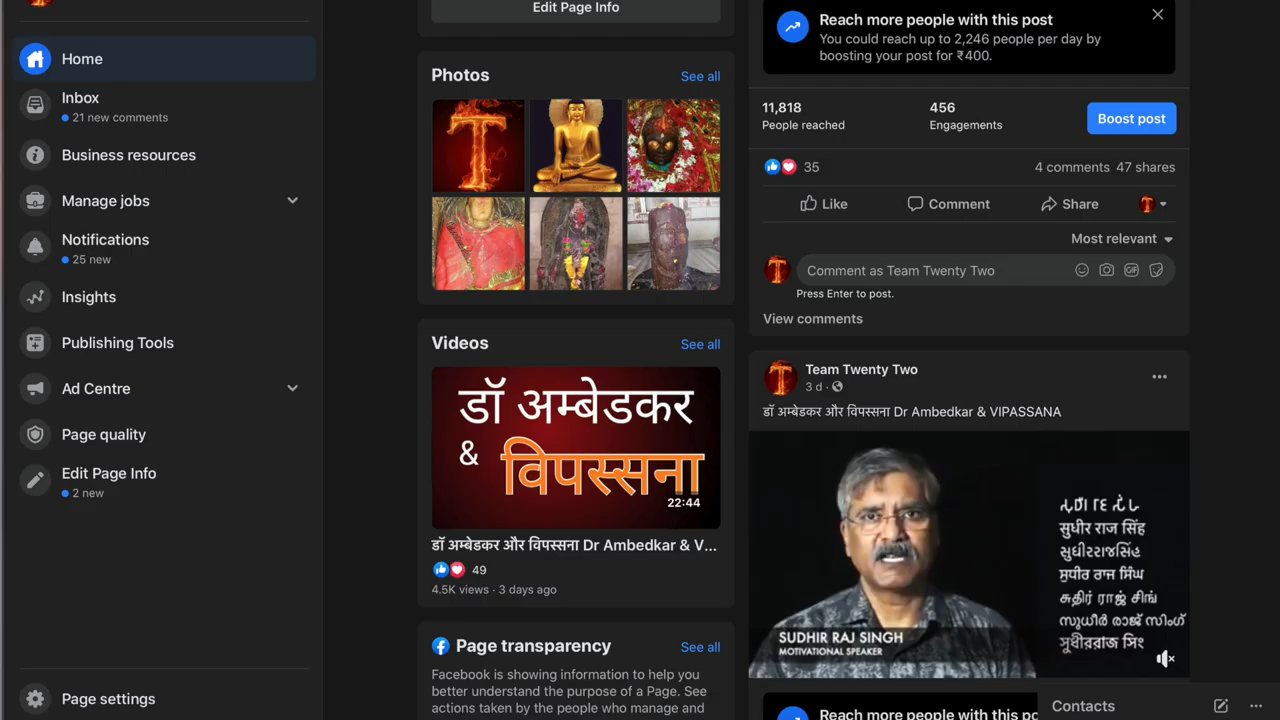 Home
Inbox
21 new comments
Business resources
Manage jobs
Notifications
25 new
Insights
Publishing Tools
Ad Centre
Page quality
Edit Page Info
2 new
Page settings
Edit Page Info
Photos
See all
Videos
See all
डॉ अम्बेडकर
&
विपस्सना
22:44
डॉ अम्बेडकर और विपस्सना Dr Ambedkar & V...
49
4.5K views · 3 days ago
Page transparency
See all
Facebook is showing information to help you
better understand the purpose of a Page. See
actions taken by the people who manage and
Reach more people with this post
You could reach up to 2,246 people per day by
boosting your post for ₹400.
11,818
People reached
456
Engagements
Boost post
35
4 comments 47 shares
Like
Comment
Share
Most relevant
Comment as Team Twenty Two
GIF
Press Enter to post.
View comments
Team Twenty Two
3 d ·
डॉ अम्बेडकर और विपस्सना Dr Ambedkar & VIPASSANA
सुधीर राज सिंह
SUDHIR RAJ SINGH
MOTIVATIONAL SPEAKER
സുധീർ രാജ് സിംഗ്
Reach more people with this po
Contacts